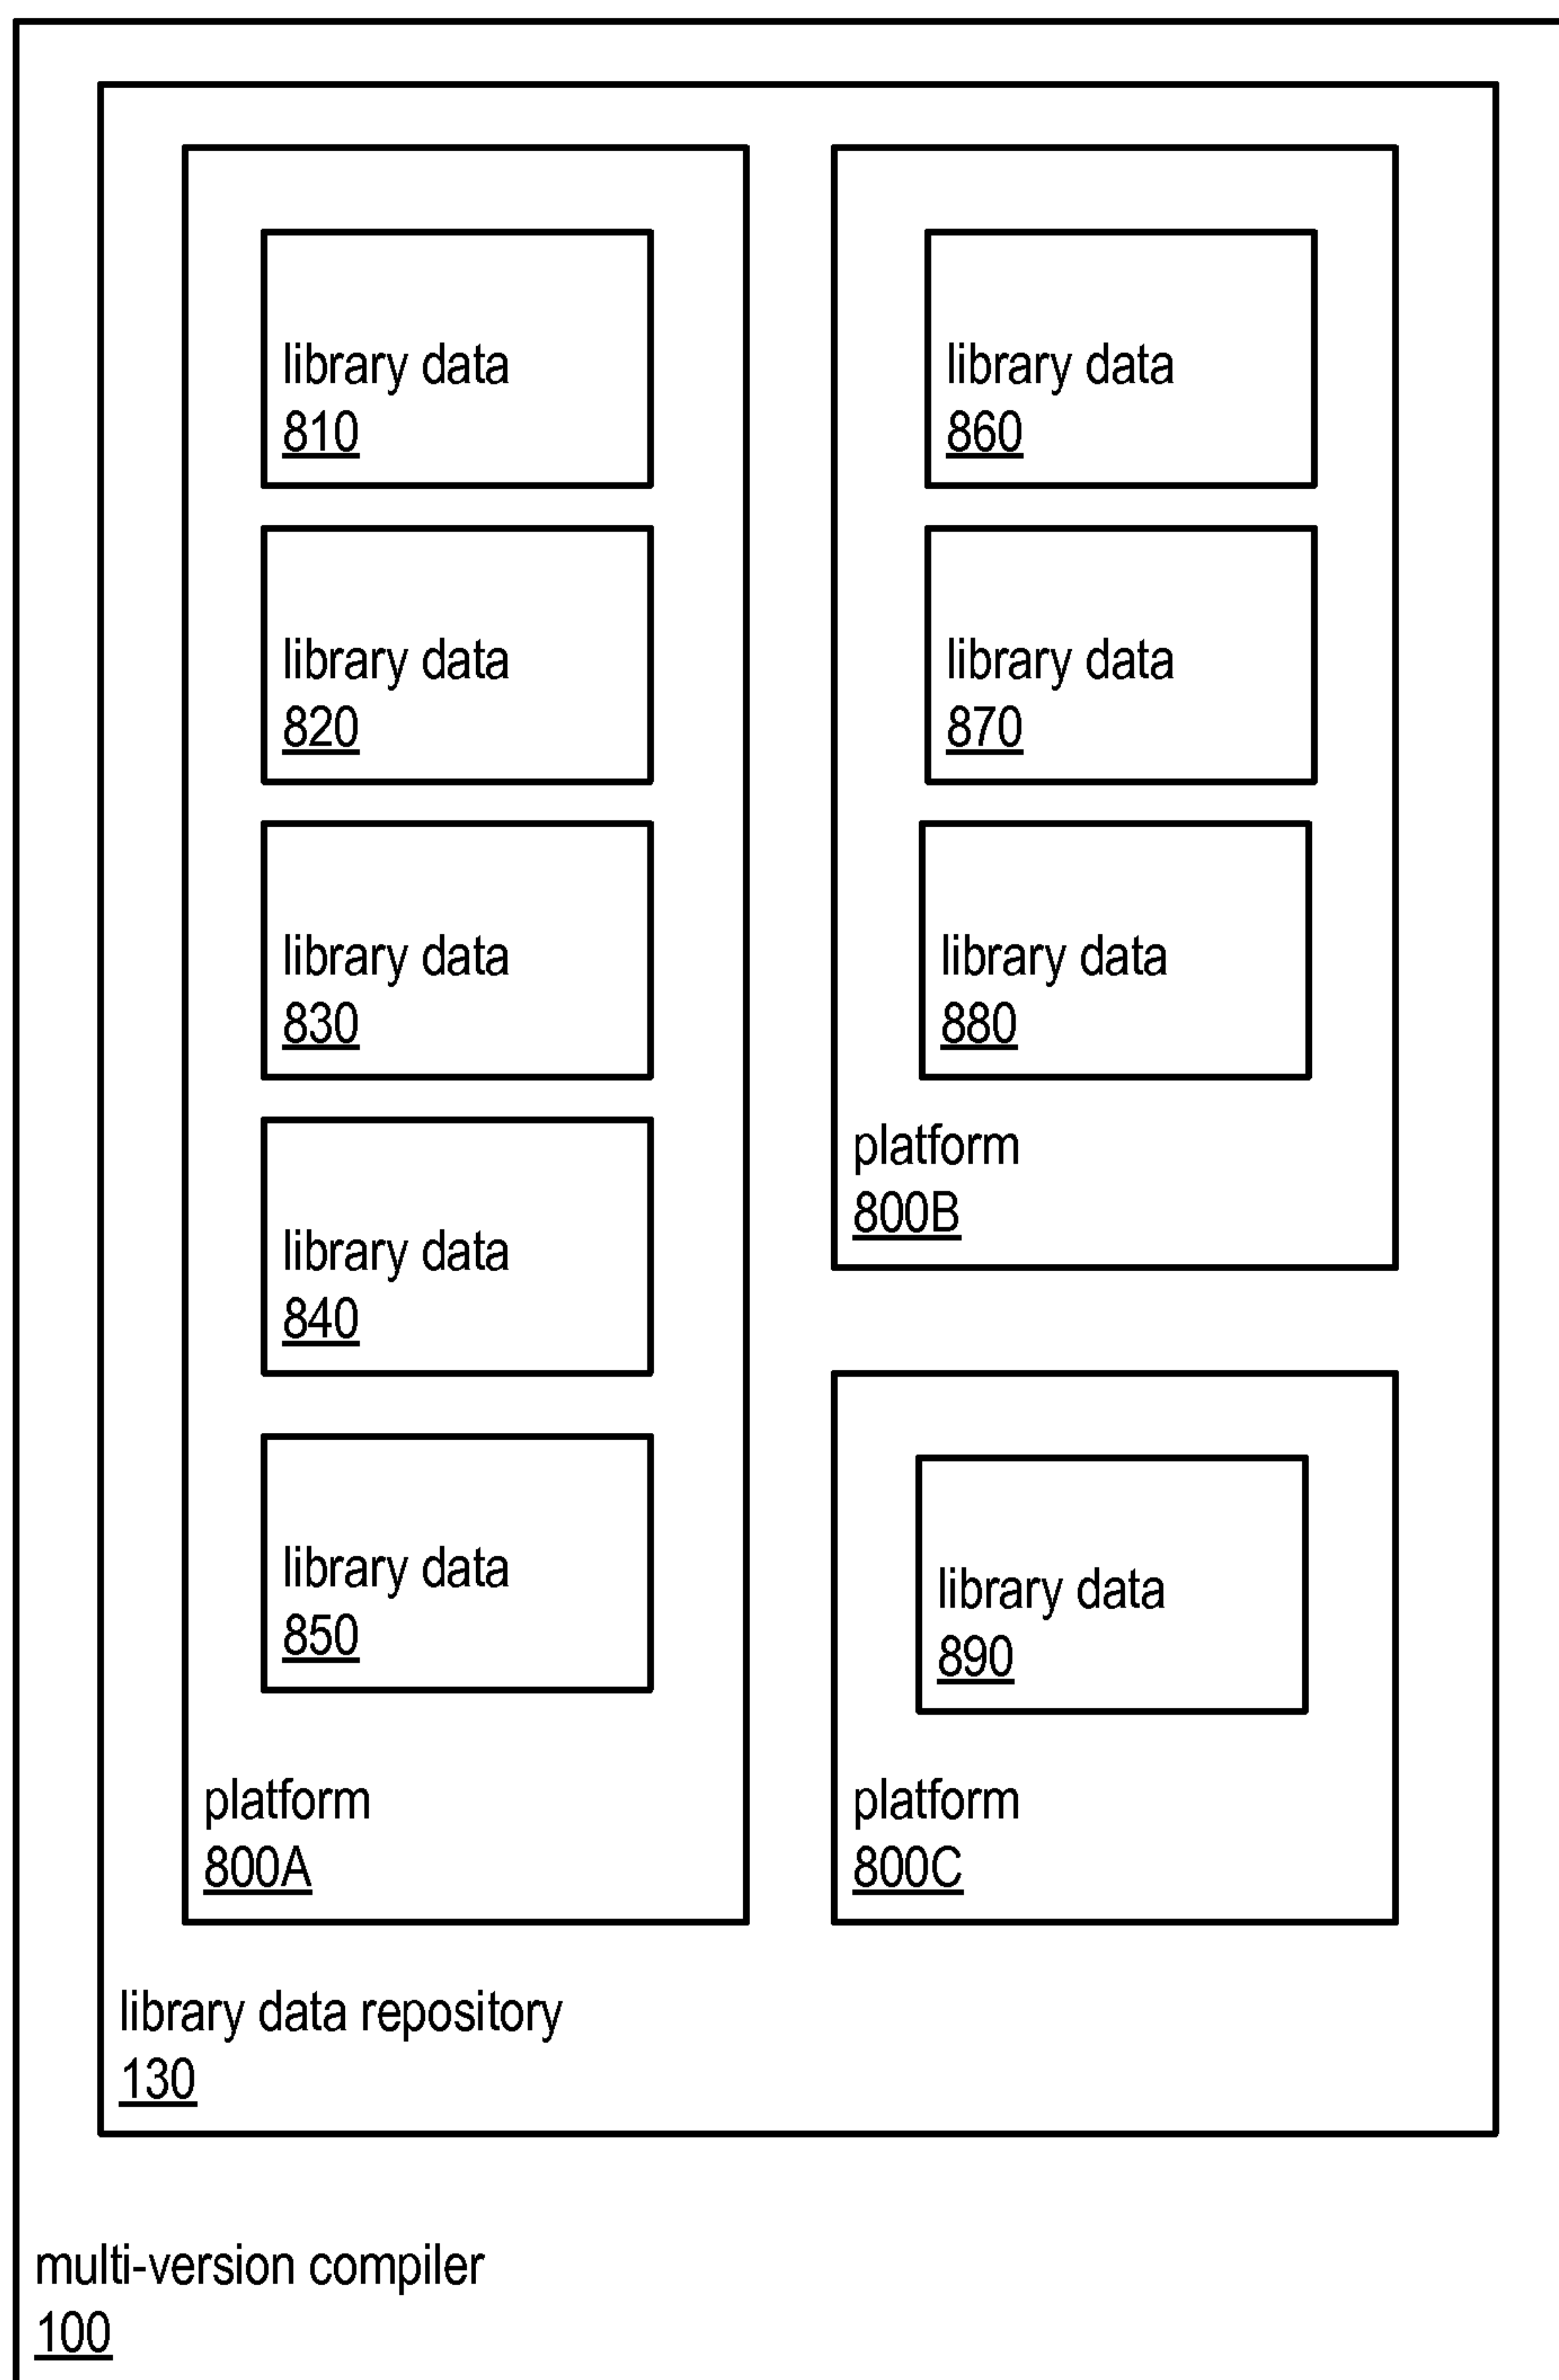 library data
810
library data
820
library data
830
library data
840
library data
850
platform
800A
library data
860
library data
870
library data
880
platform
800B
library data
890
platform
800C
library data repository
130
multi-version compiler
100